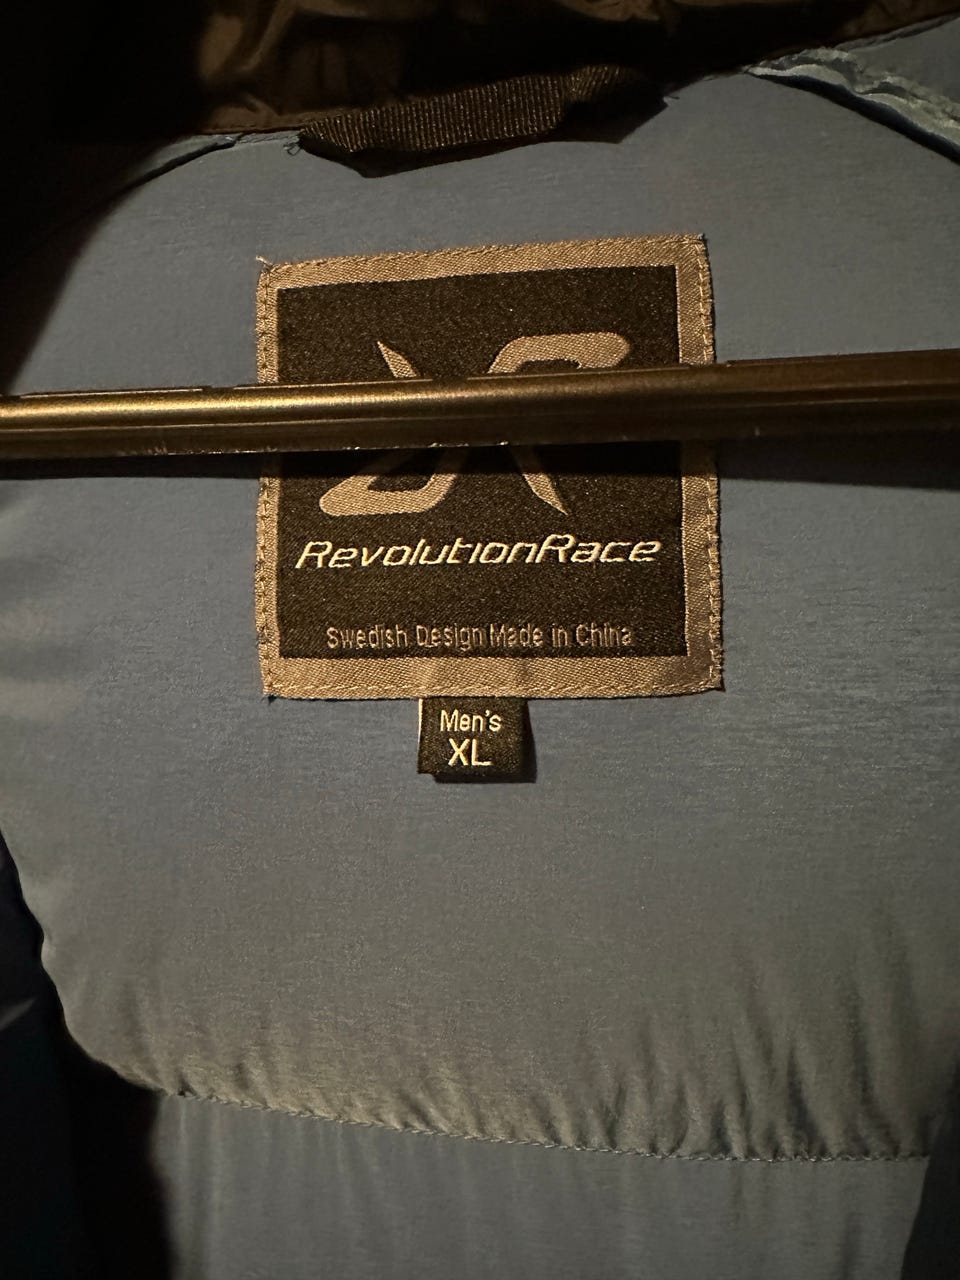 RevolutionRace
Swedish Design Made in China
Men's
XL